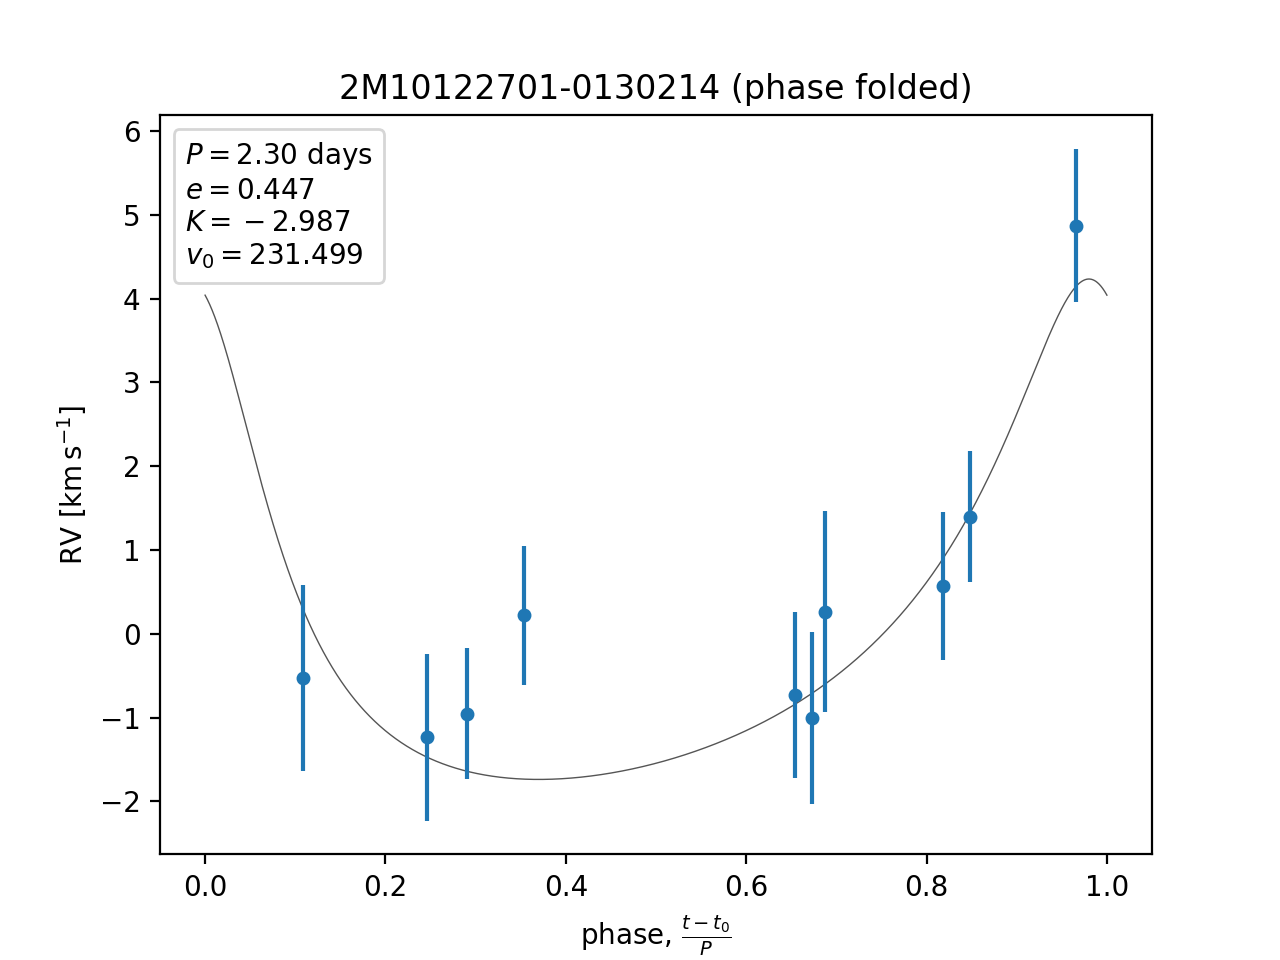 2M10122701-0130214 (phase folded)
P = 2.30 days
e = 0.447
K = −2.987
v₀ = 231.499
RV [km s⁻¹]
6
5
4
3
2
1
0
−1
−2
0.0 0.2 0.4 0.6 0.8 1.0
phase, (t − t₀)/P